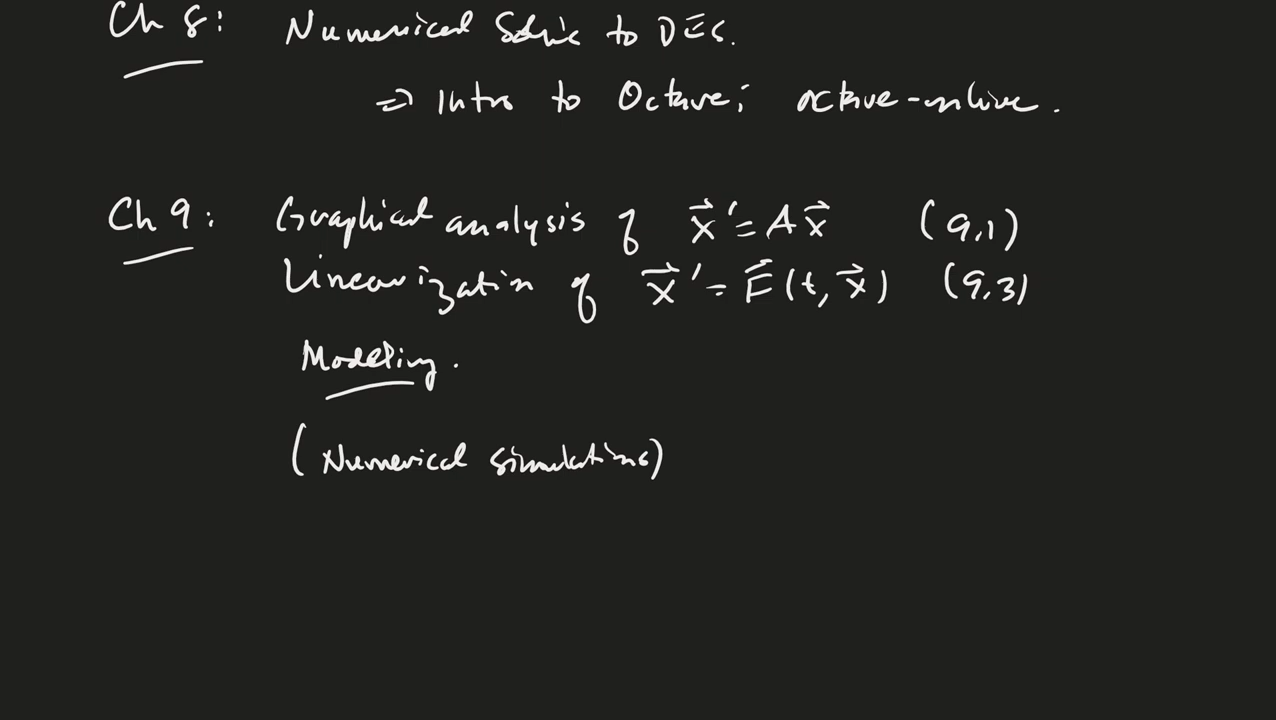 Ch 8: Numerical Solns to DEs.
⇒ Intro to Octave; octave-online.
Ch 9: Graphical analysis of x⃗' = Ax⃗ (9.1)
Linearization of x⃗' = F⃗(t, x⃗) (9.3)
Modeling.
(Numerical simulations)